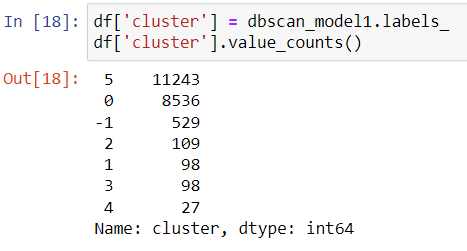 In [18]: df['cluster'] = dbscan_model1.labels_
df['cluster'].value_counts()
Out[18]: 5 11243
0 8536
-1 529
2 109
1 98
3 98
4 27
Name: cluster, dtype: int64